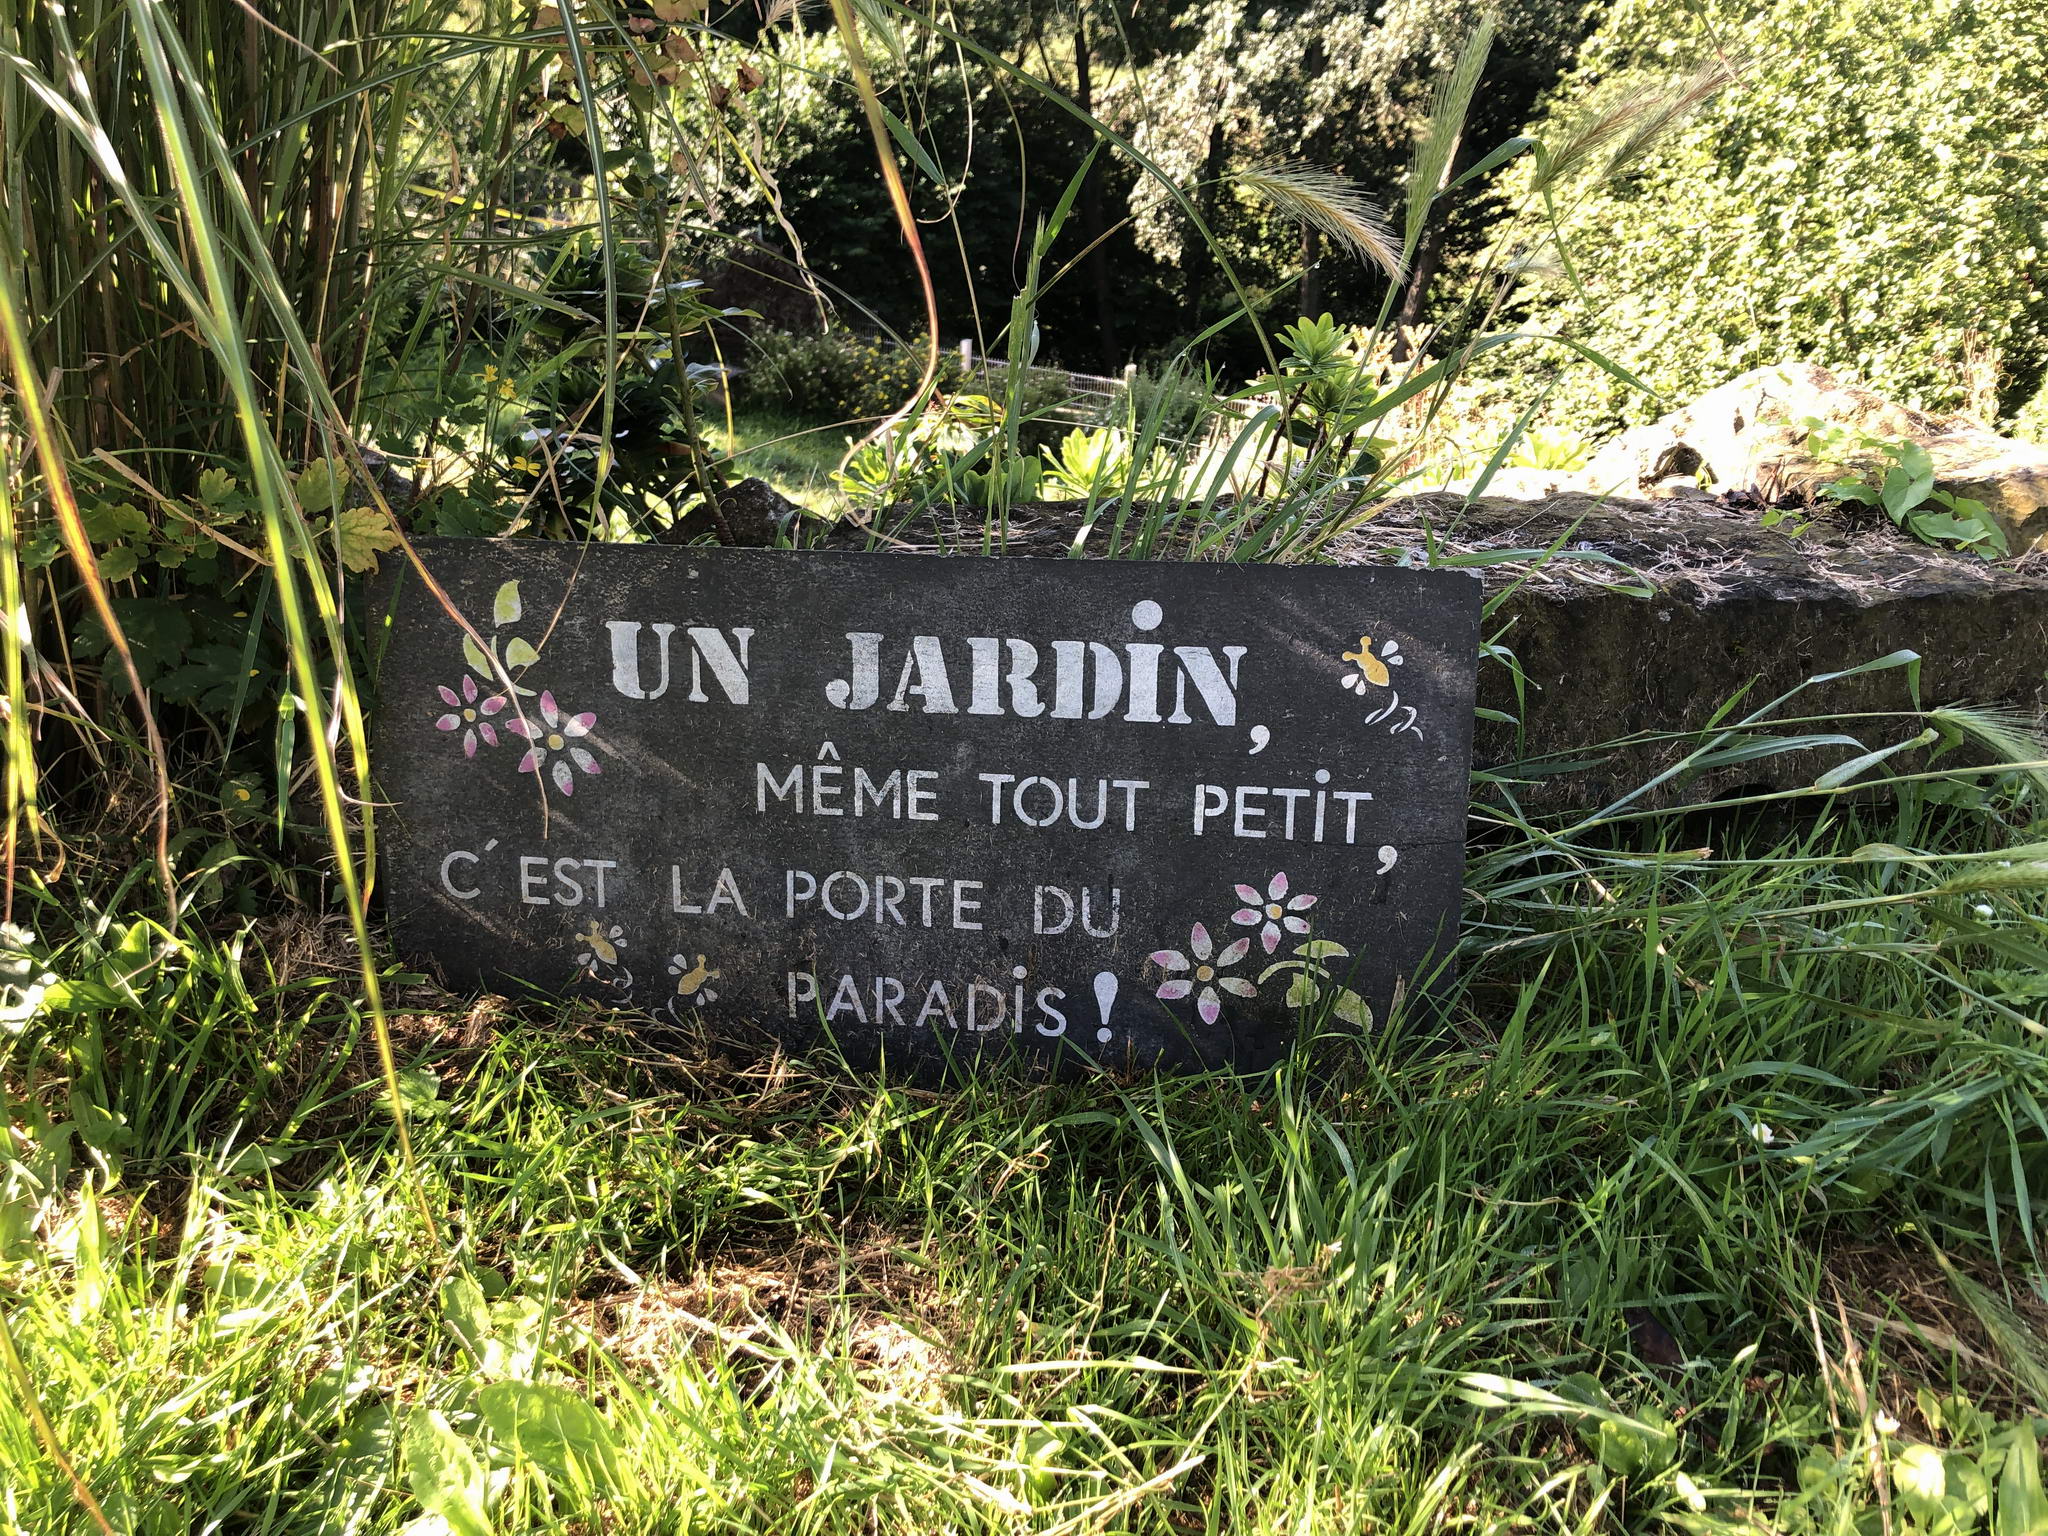 UN JARDIN,
MÊME TOUT PETIT,
C'EST LA PORTE DU
PARADIS !